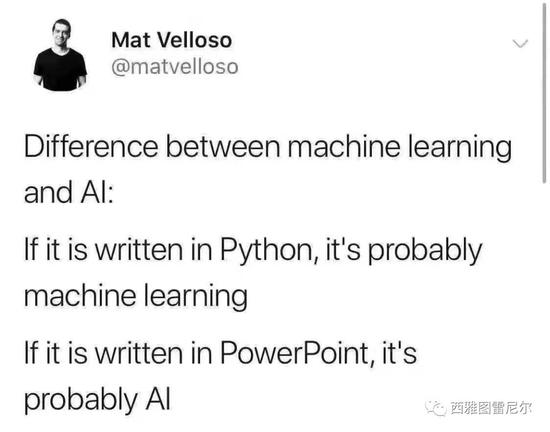 Mat Velloso
@matvelloso
Difference between machine learning
and AI:
If it is written in Python, it's probably
machine learning
If it is written in PowerPoint, it's
probably AI
西雅图雷尼尔